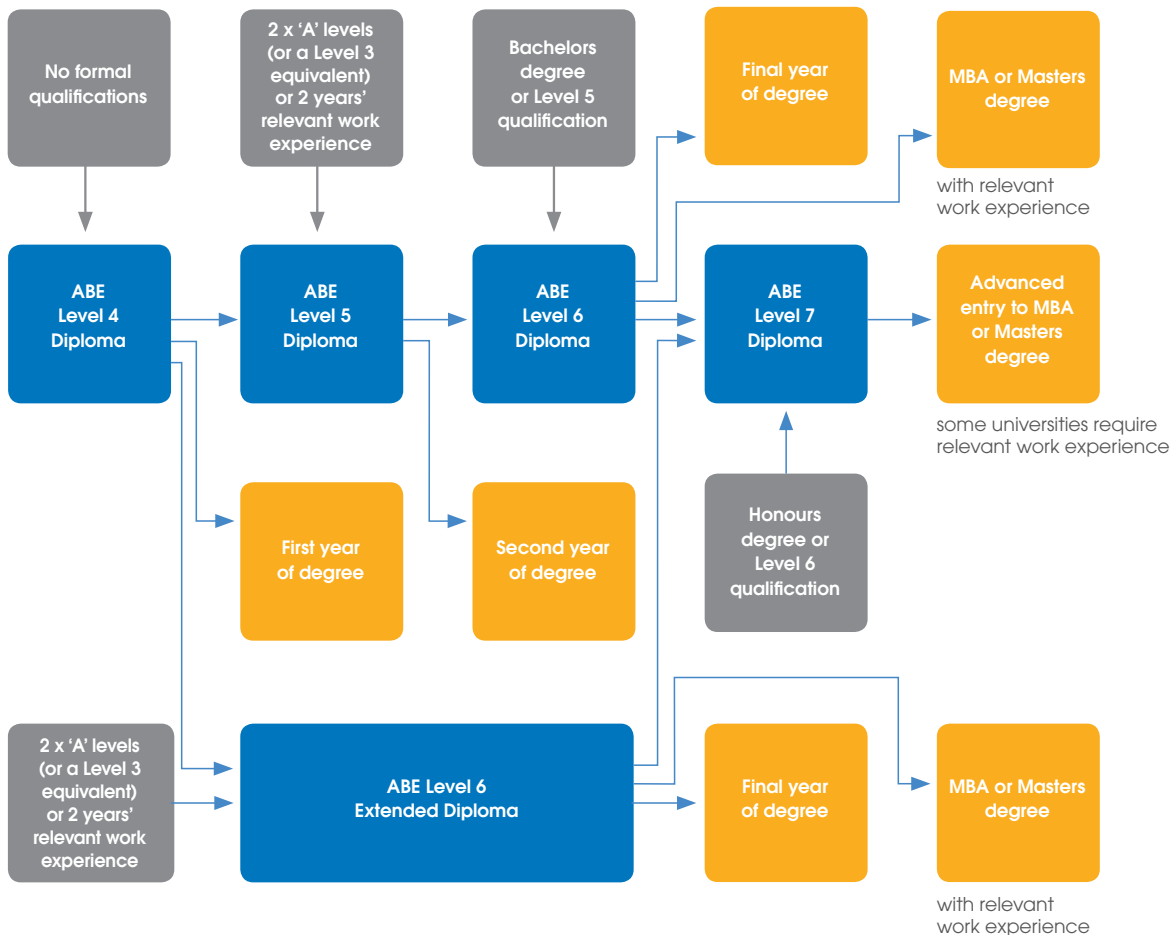 No formal
qualifications
2 x ‘A’ levels
(or a Level 3
equivalent)
or 2 years’
relevant work
experience
Bachelors
degree
or Level 5
qualification
Final year
of degree
MBA or Masters
degree
with relevant
work experience
ABE
Level 4
Diploma
ABE
Level 5
Diploma
ABE
Level 6
Diploma
ABE
Level 7
Diploma
Advanced
entry to MBA
or Masters
degree
some universities require
relevant work experience
First year
of degree
Second year
of degree
Honours
degree or
Level 6
qualification
2 x ‘A’ levels
(or a Level 3
equivalent)
or 2 years’
relevant work
experience
ABE Level 6
Extended Diploma
Final year
of degree
MBA or Masters
degree
with relevant
work experience